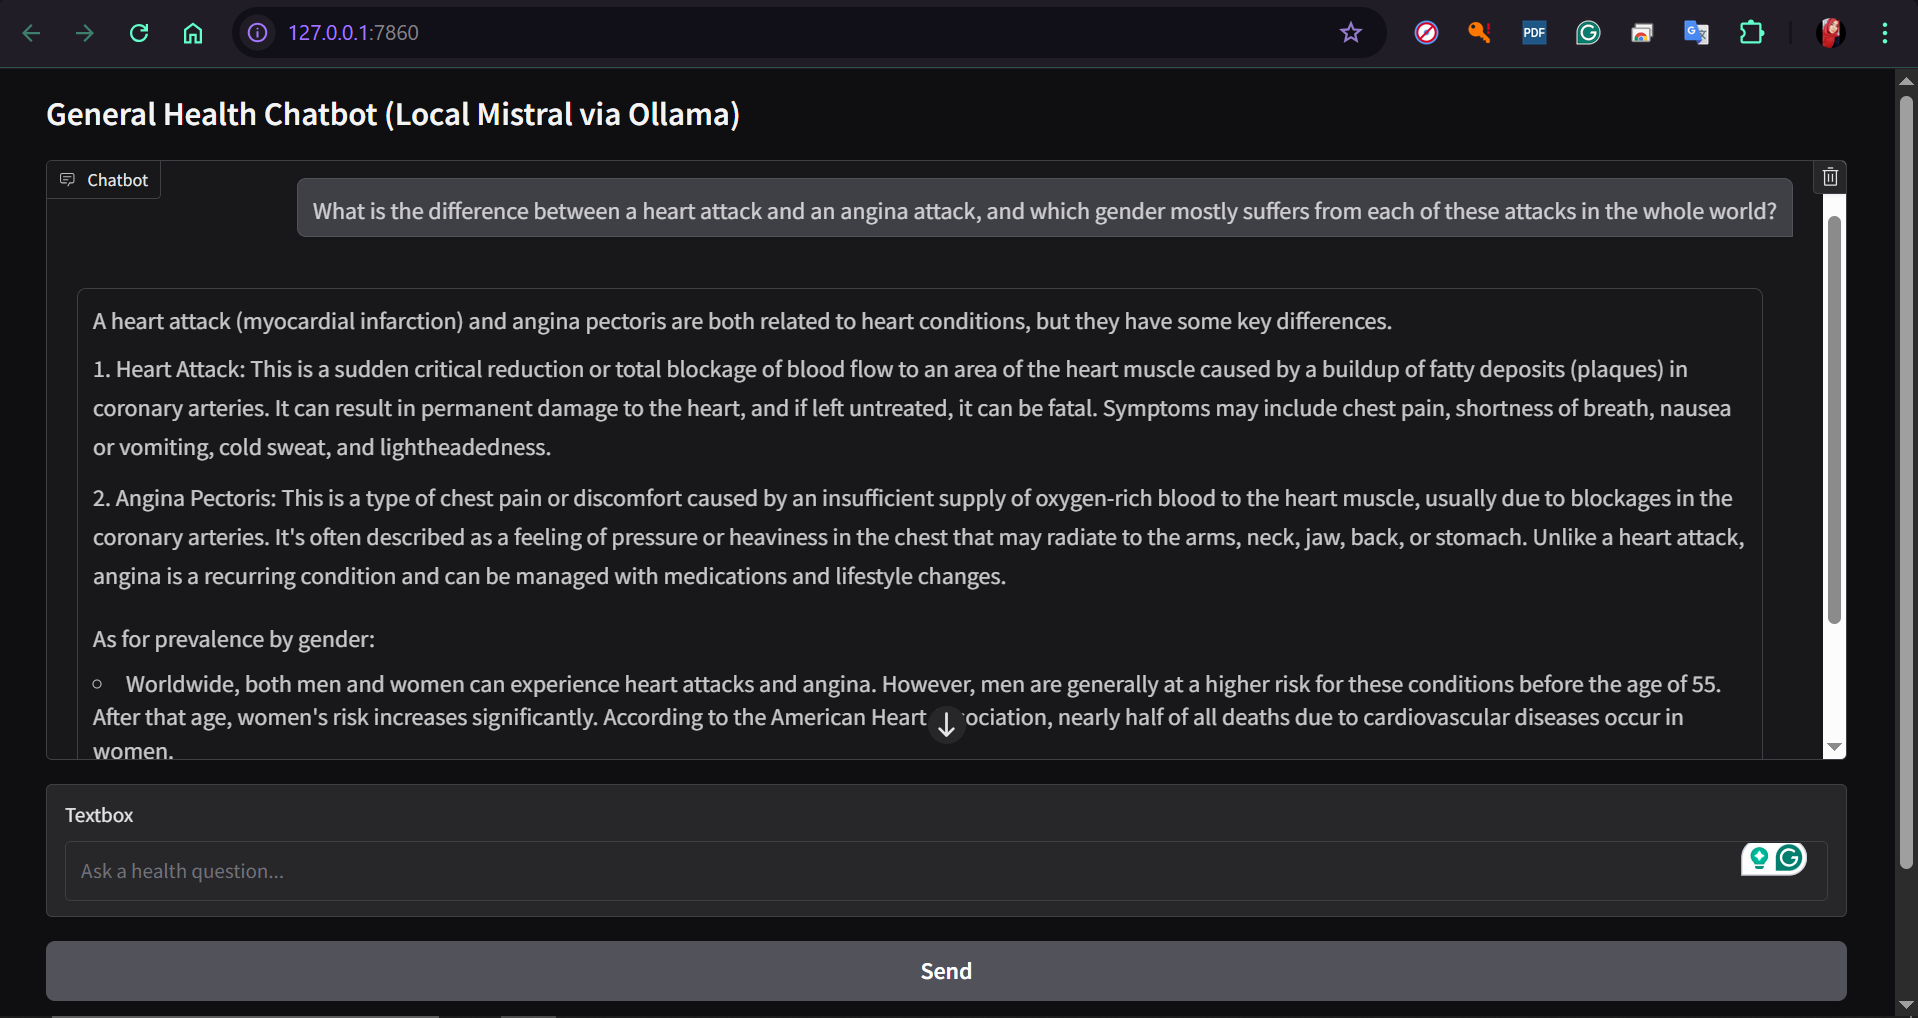 127.0.0.1:7860
PDF
General Health Chatbot (Local Mistral via Ollama)
Chatbot
What is the difference between a heart attack and an angina attack, and which gender mostly suffers from each of these attacks in the whole world?
A heart attack (myocardial infarction) and angina pectoris are both related to heart conditions, but they have some key differences.
1. Heart Attack: This is a sudden critical reduction or total blockage of blood flow to an area of the heart muscle caused by a buildup of fatty deposits (plaques) in
coronary arteries. It can result in permanent damage to the heart, and if left untreated, it can be fatal. Symptoms may include chest pain, shortness of breath, nausea
or vomiting, cold sweat, and lightheadedness.
2. Angina Pectoris: This is a type of chest pain or discomfort caused by an insufficient supply of oxygen-rich blood to the heart muscle, usually due to blockages in the
coronary arteries. It's often described as a feeling of pressure or heaviness in the chest that may radiate to the arms, neck, jaw, back, or stomach. Unlike a heart attack,
angina is a recurring condition and can be managed with medications and lifestyle changes.
As for prevalence by gender:
Worldwide, both men and women can experience heart attacks and angina. However, men are generally at a higher risk for these conditions before the age of 55.
After that age, women's risk increases significantly. According to the American Heart ociation, nearly half of all deaths due to cardiovascular diseases occur in
women.
Textbox
Ask a health question...
Send